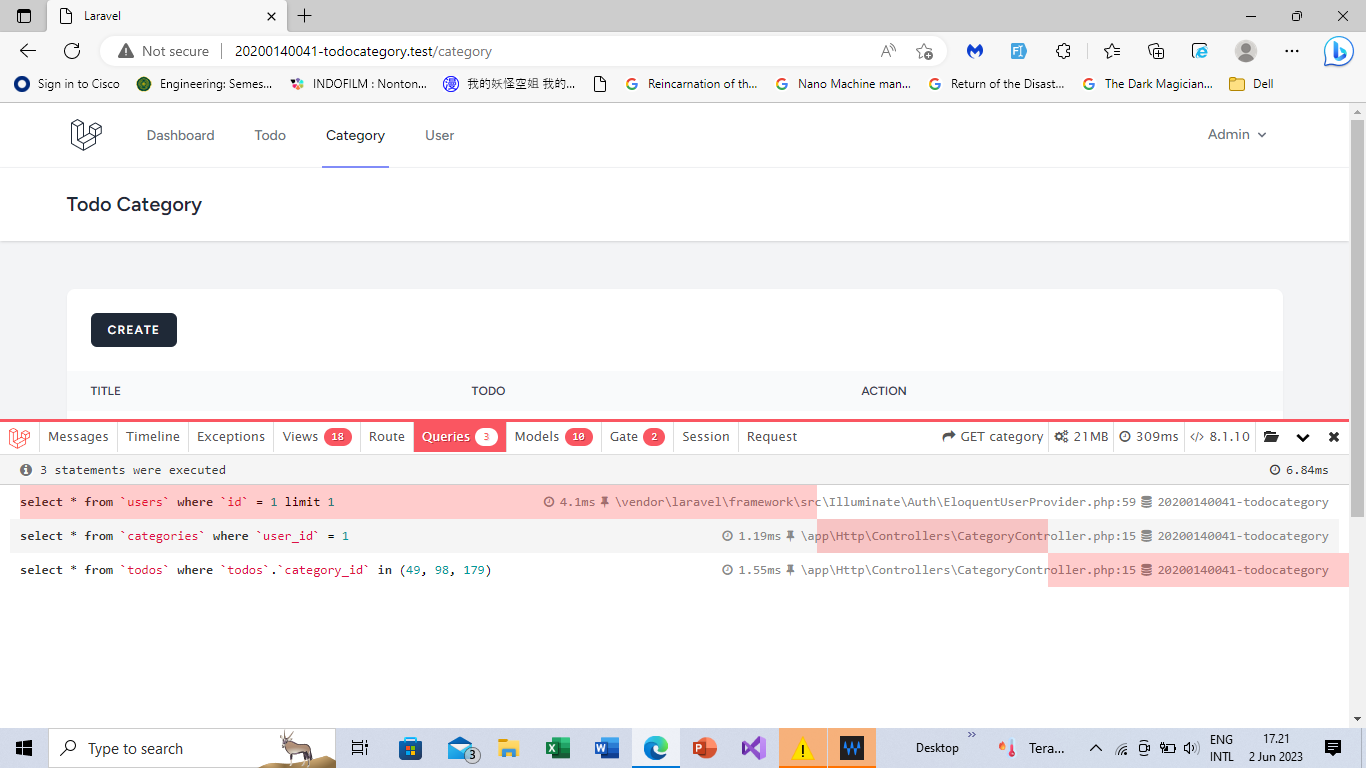 Laravel
Not secure 20200140041-todocategory.test/category
Sign in to Cisco Engineering: Semes... INDOFILM : Nonton... 我的妖怪空姐 我的... Reincarnation of th... Nano Machine man... Return of the Disast... The Dark Magician... Dell
Dashboard Todo Category User Admin
Todo Category
CREATE
TITLE TODO ACTION
Messages Timeline Exceptions Views 18 Route Queries 3 Models 10 Gate 2 Session Request GET category 21MB 309ms 8.1.10
3 statements were executed 6.84ms
select * from `users` where `id` = 1 limit 1 4.1ms \vendor\laravel\framework\src\Illuminate\Auth\EloquentUserProvider.php:59 20200140041-todocategory
select * from `categories` where `user_id` = 1 1.19ms \app\Http\Controllers\CategoryController.php:15 20200140041-todocategory
select * from `todos` where `todos`.`category_id` in (49, 98, 179) 1.55ms \app\Http\Controllers\CategoryController.php:15 20200140041-todocategory
Type to search 3 Desktop Tera... ENG 17.21
INTL 2 Jun 2023